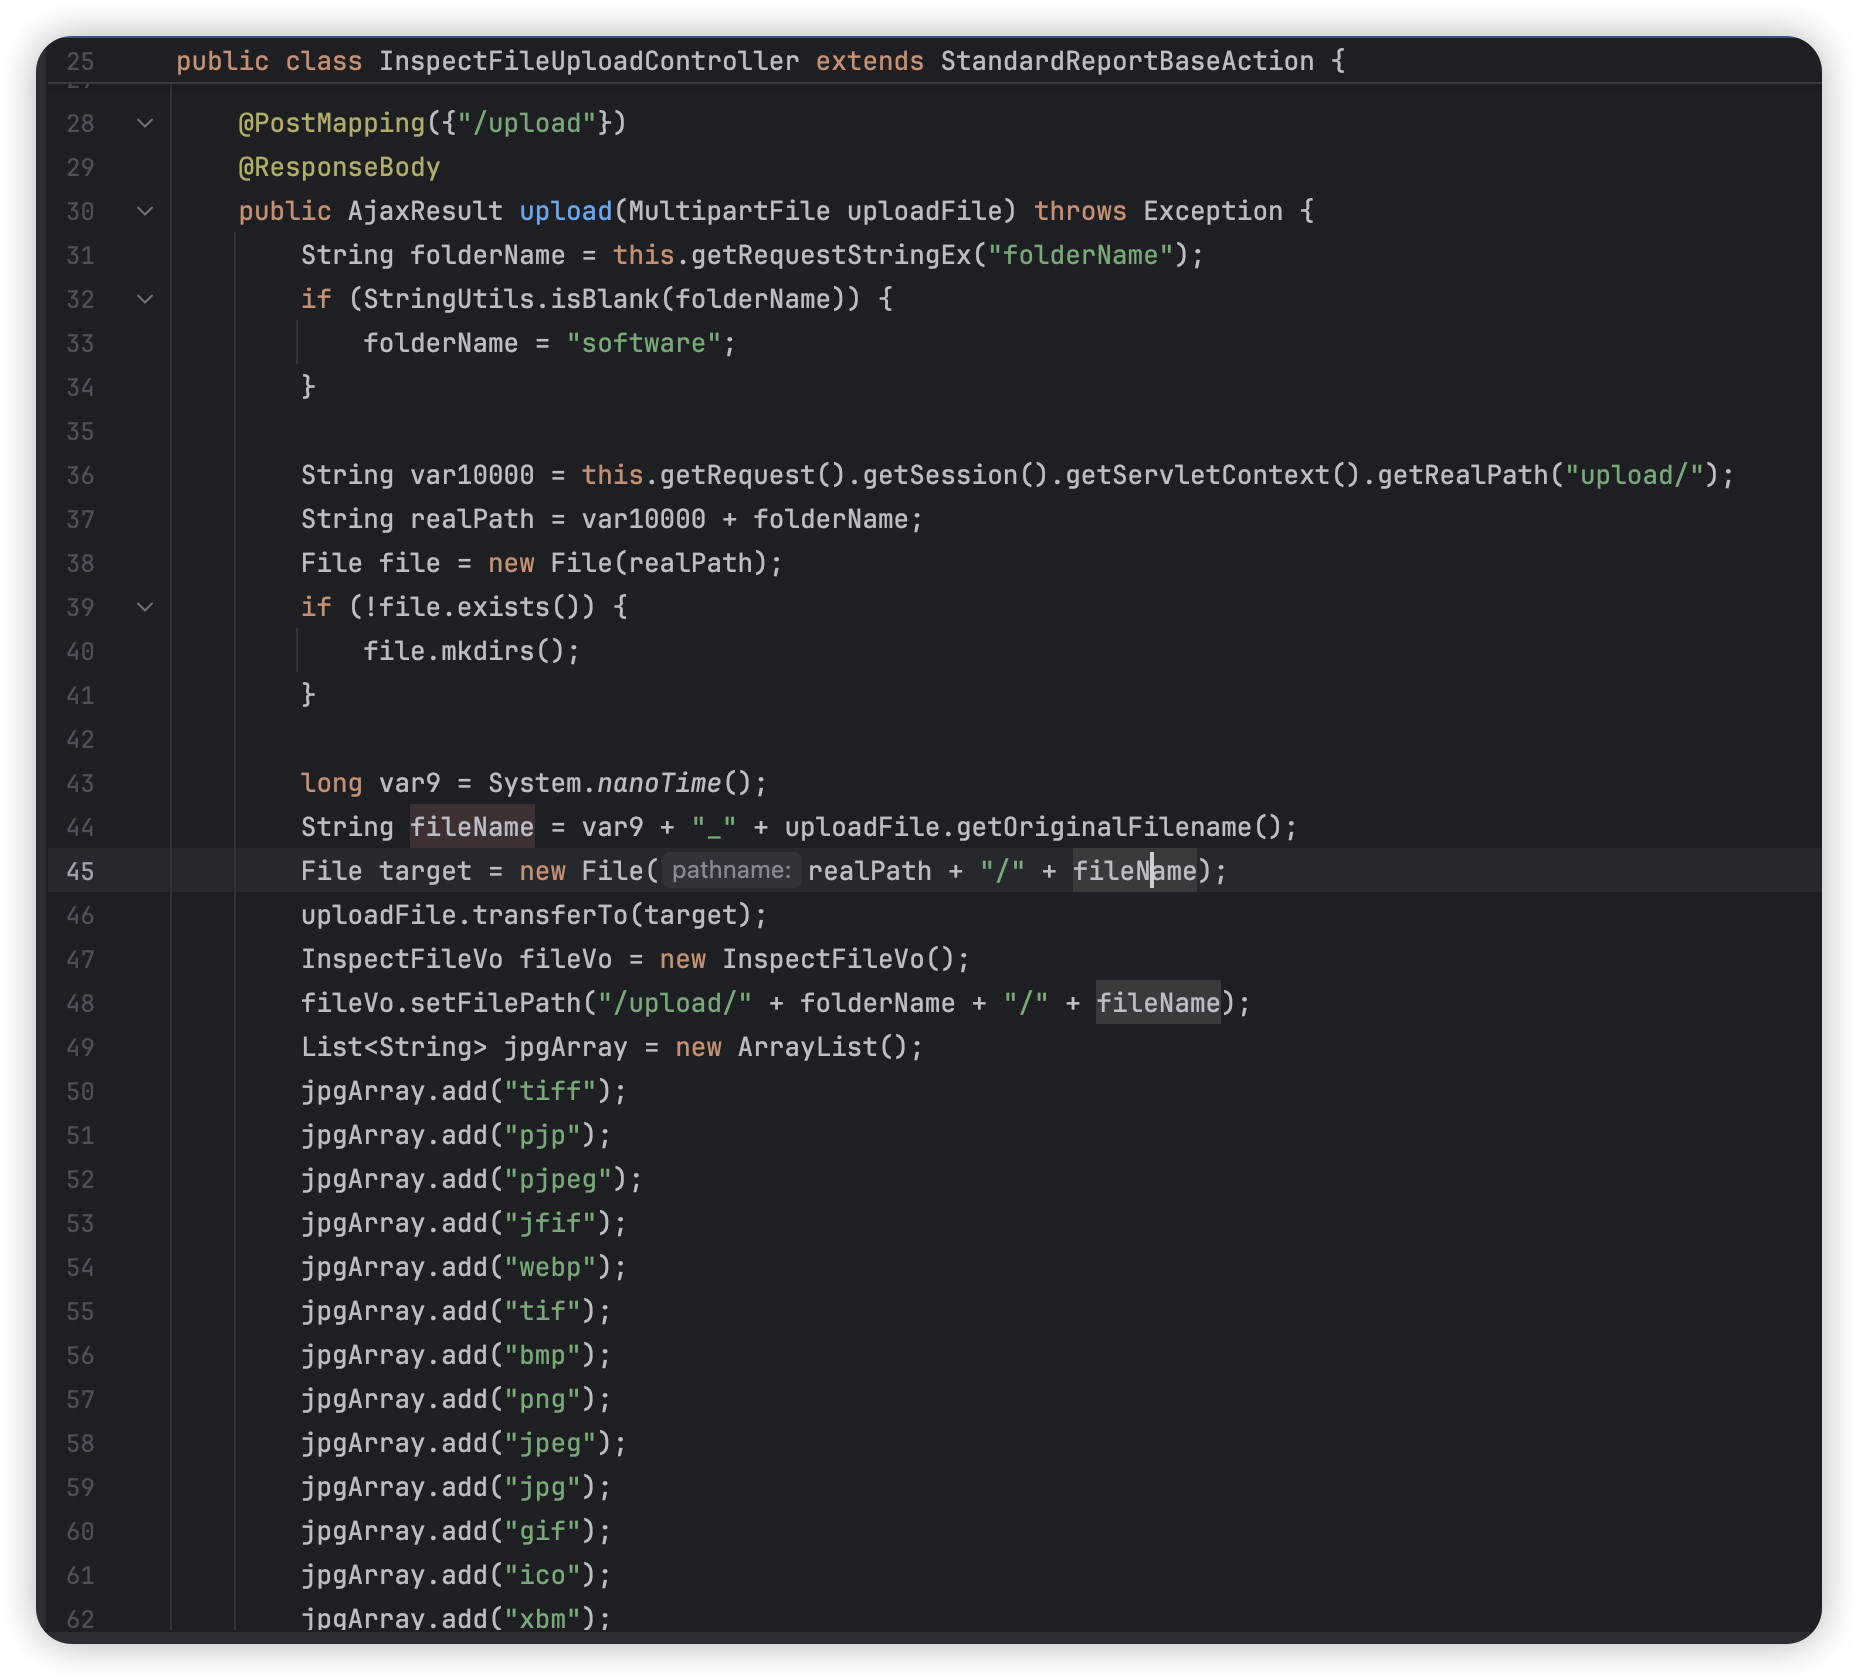 25 public class InspectFileUploadController extends StandardReportBaseAction {
28 @PostMapping({"/upload"})
29 @ResponseBody
30 public AjaxResult upload(MultipartFile uploadFile) throws Exception {
31 String folderName = this.getRequestStringEx("folderName");
32 if (StringUtils.isBlank(folderName)) {
33 folderName = "software";
34 }
35
36 String var10000 = this.getRequest().getSession().getServletContext().getRealPath("upload/");
37 String realPath = var10000 + folderName;
38 File file = new File(realPath);
39 if (!file.exists()) {
40 file.mkdirs();
41 }
42
43 long var9 = System.nanoTime();
44 String fileName = var9 + "_" + uploadFile.getOriginalFilename();
45 File target = new File( pathname: realPath + "/" + fileName);
46 uploadFile.transferTo(target);
47 InspectFileVo fileVo = new InspectFileVo();
48 fileVo.setFilePath("/upload/" + folderName + "/" + fileName);
49 List<String> jpgArray = new ArrayList();
50 jpgArray.add("tiff");
51 jpgArray.add("pjp");
52 jpgArray.add("pjpeg");
53 jpgArray.add("jfif");
54 jpgArray.add("webp");
55 jpgArray.add("tif");
56 jpgArray.add("bmp");
57 jpgArray.add("png");
58 jpgArray.add("jpeg");
59 jpgArray.add("jpg");
60 jpgArray.add("gif");
61 jpgArray.add("ico");
62 jpgArray.add("xbm");